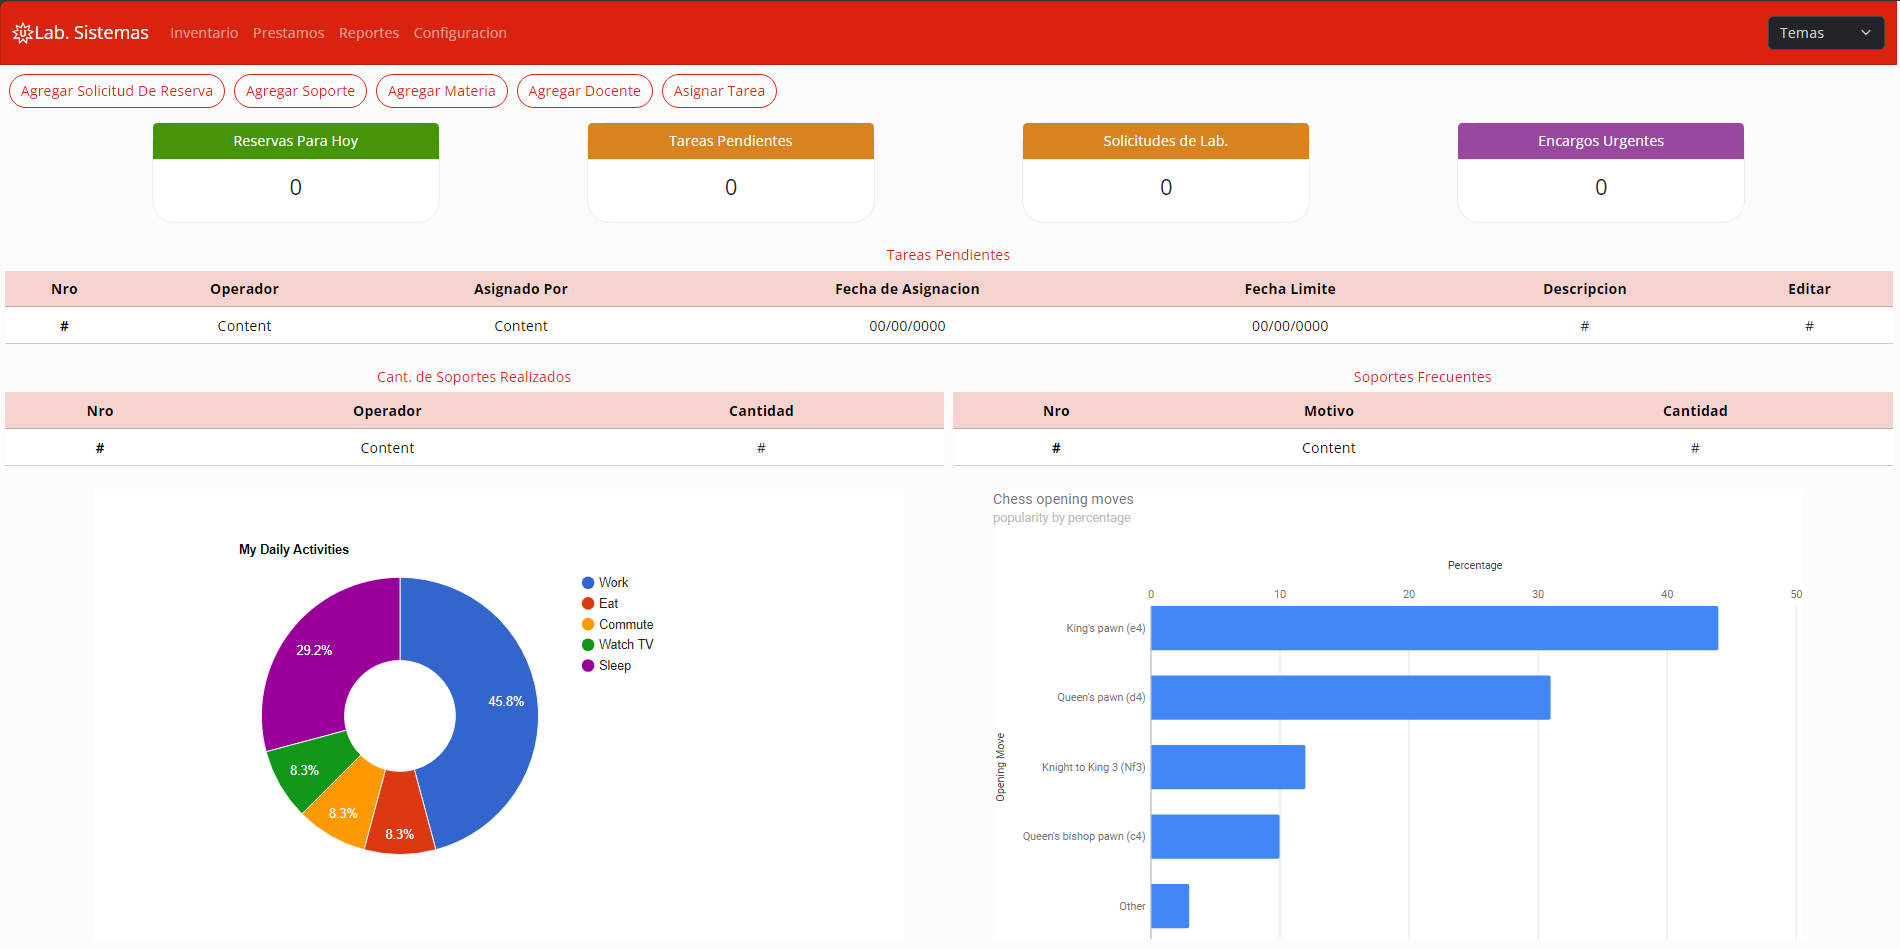 Lab. Sistemas Inventario Prestamos Reportes Configuracion Temas
Agregar Solicitud De Reserva Agregar Soporte Agregar Materia Agregar Docente Asignar Tarea
Reservas Para Hoy Tareas Pendientes Solicitudes de Lab. Encargos Urgentes
0 0 0 0
Tareas Pendientes
Nro Operador Asignado Por Fecha de Asignacion Fecha Limite Descripcion Editar
# Content Content 00/00/0000 00/00/0000 # #
Cant. de Soportes Realizados
Nro Operador Cantidad
# Content #
Soportes Frecuentes
Nro Motivo Cantidad
# Content #
My Daily Activities
Work
Eat
Commute
Watch TV
Sleep
29.2%
45.8%
8.3%
8.3%
8.3%
Chess opening moves
popularity by percentage
Percentage
0 10 20 30 40 50
Opening Move
King's pawn (e4)
Queen's pawn (d4)
Knight to King 3 (Nf3)
Queen's bishop pawn (c4)
Other